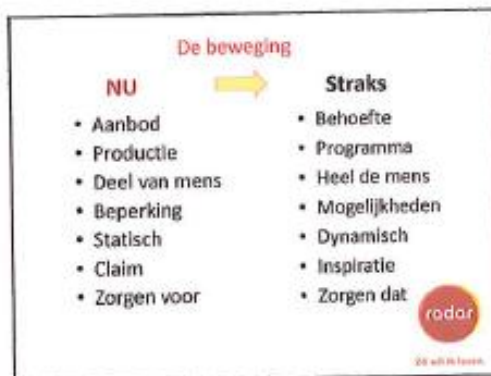 De beweging
NU
Straks
• Aanbod
• Productie
• Deel van mens
• Beperking
• Statisch
• Claim
• Zorgen voor
• Behoefte
• Programma
• Heel de mens
• Mogelijkheden
• Dynamisch
• Inspiratie
• Zorgen dat
radar